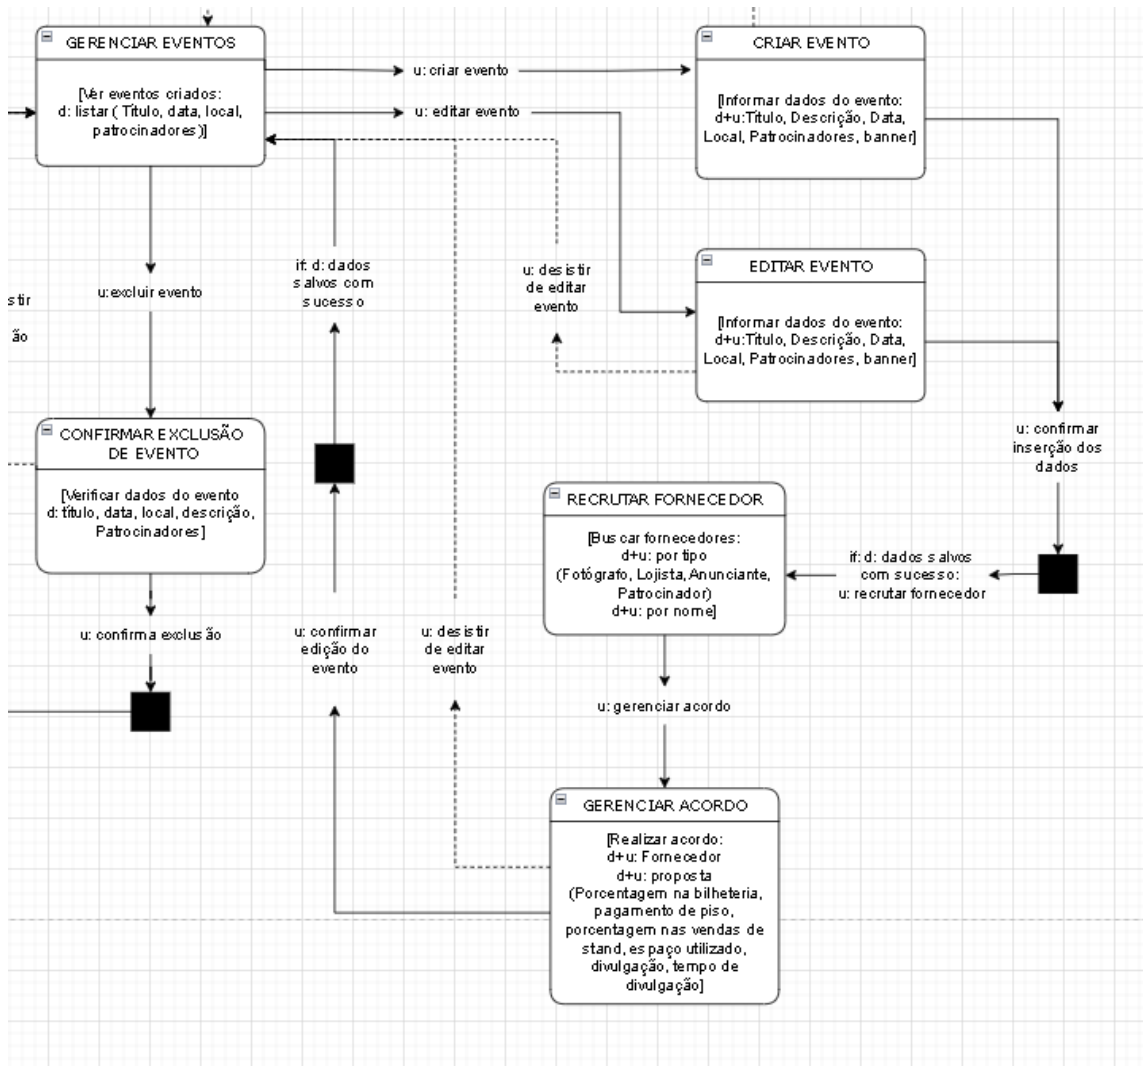 GERENCIAR EVENTOS
[Ver eventos criados:
d: listar( Título, data, local,
patrocinadores)]
u: criar evento
u: editar evento
CRIAR EVENTO
[Informar dados do evento:
d+u:Título, Descrição, Data,
Local, Patrocinadores, banner]
stir
ão
u:excluir evento
if: d: dados
salvos com
sucesso
u: desistir
de editar
evento
EDITAR EVENTO
[Informar dados do evento:
d+u:Título, Descrição, Data,
Local, Patrocinadores, banner]
CONFIRMAR EXCLUSÃO
DE EVENTO
[Verificar dados do evento
d: título, data, local, descrição,
Patrocinadores]
u: confirmar
inserção dos
dados
RECRUTAR FORNECEDOR
[Buscar fornecedores:
d+u: por tipo
(Fotógrafo, Lojista,Anunciante,
Patrocinador)
d+u: por nome]
if: d: dados salvos
com sucesso:
u: recrutar fornecedor
u: confirma exclusão
u: confirmar
edição do
evento
u: desistir
de editar
evento
u: gerenciar acordo
GERENCIAR ACORDO
[Realizar acordo:
d+u: Fornecedor
d+u: proposta
(Porcentagem na bilheteria,
pagamento de piso,
porcentagem nas vendas de
stand, espaço utilizado,
divulgação, tempo de
divulgação]